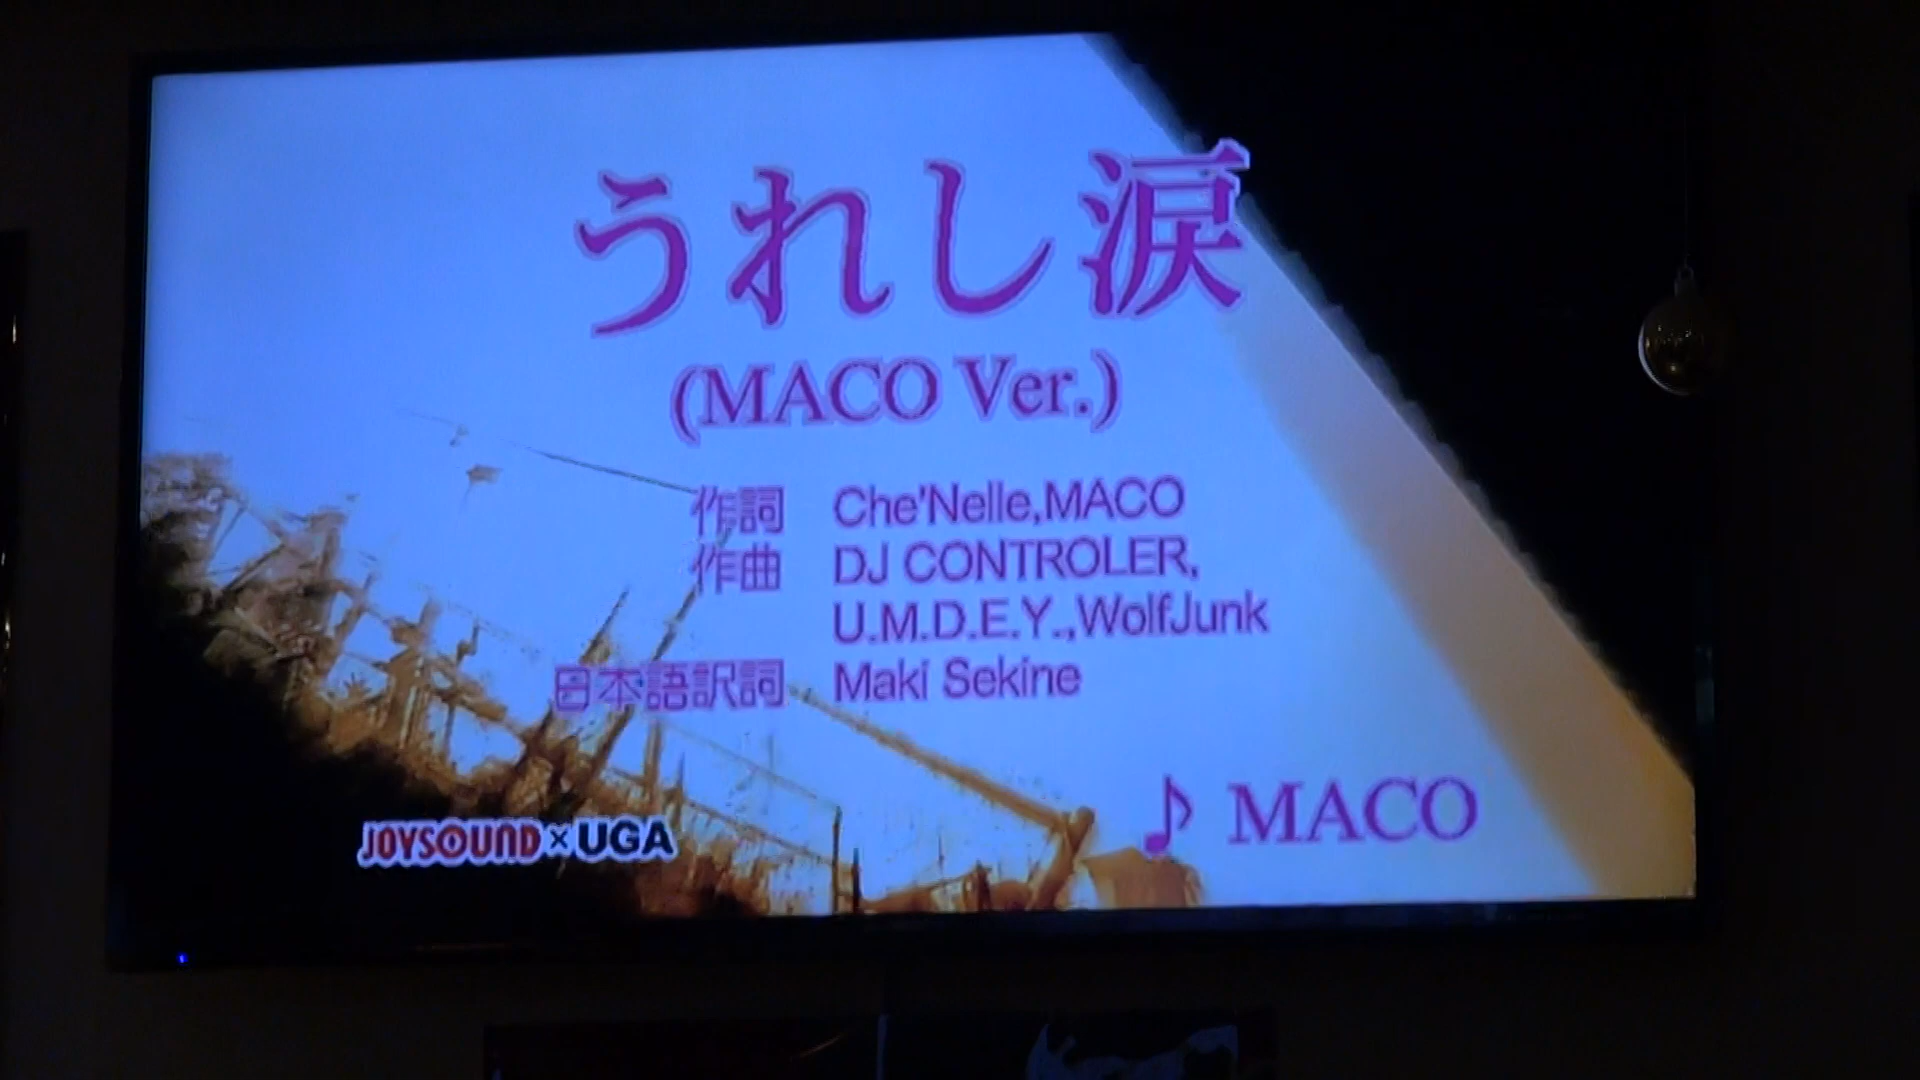 うれし涙
(MACO Ver.)
作詞 Che'Nelle,MACO
作曲 DJ CONTROLER,
U.M.D.E.Y.,WolfJunk
日本語訳詞 Maki Sekine
♪ MACO
JOYSOUND×UGA